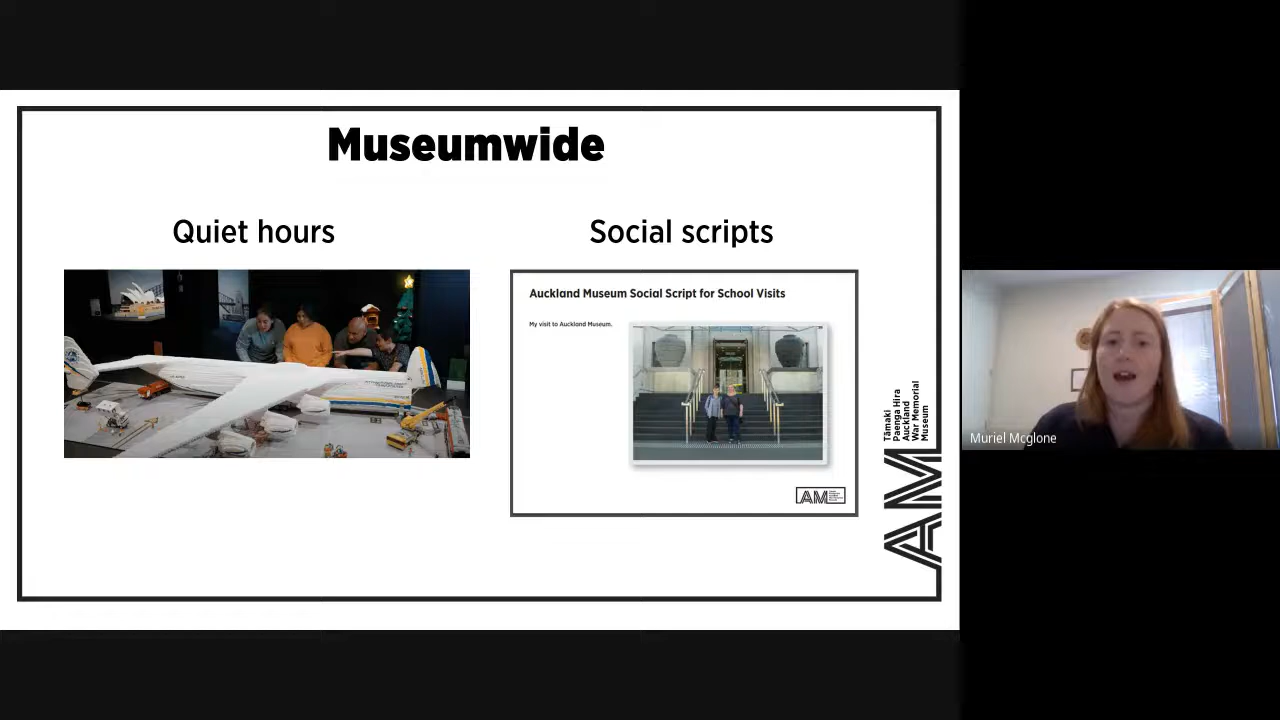 Museumwide
Quiet hours
Social scripts
Auckland Museum Social Script for School Visits
My visit to Auckland Museum.
AM
Tāmaki
Paenga Hira
Auckland
War Memorial
Museum
AM
Muriel Mcglone